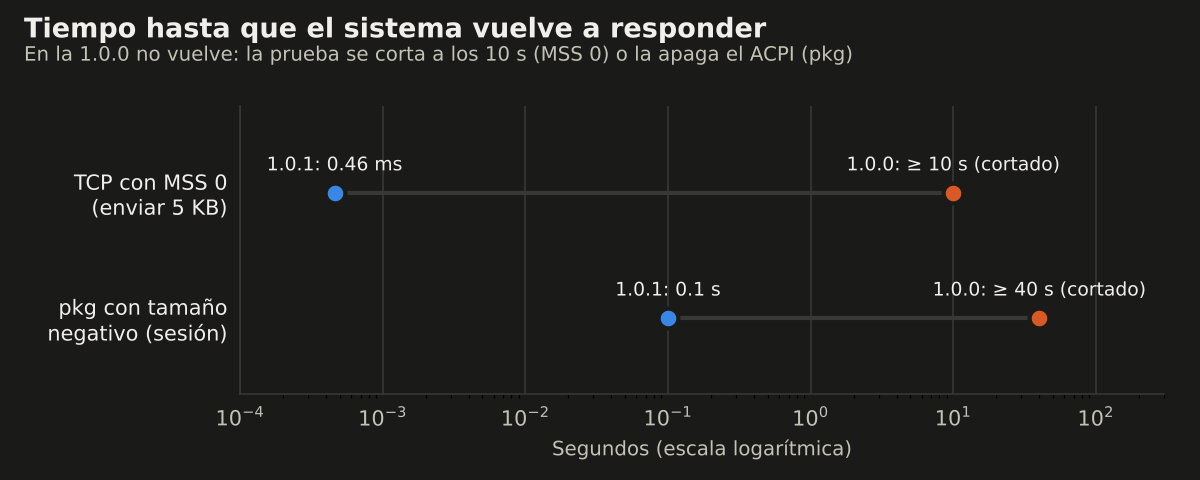 Tiempo hasta que el sistema vuelve a responder
En la 1.0.0 no vuelve: la prueba se corta a los 10 s (MSS 0) o la apaga el ACPI (pkg)
1.0.1: 0.46 ms
1.0.0: ≥ 10 s (cortado)
TCP con MSS 0
(enviar 5 KB)
1.0.1: 0.1 s
1.0.0: ≥ 40 s (cortado)
pkg con tamaño
negativo (sesión)
10⁻⁴ 10⁻³ 10⁻² 10⁻¹ 10⁰ 10¹ 10²
Segundos (escala logarítmica)